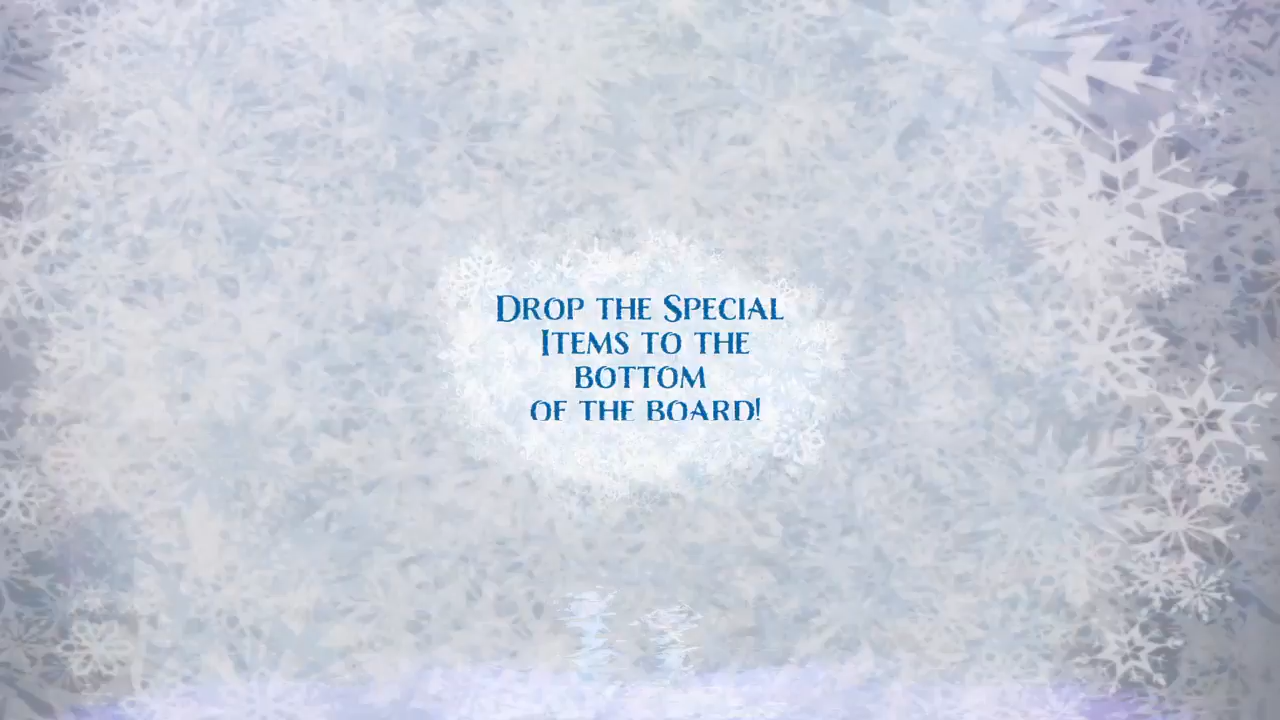 Drop the Special
Items to the
bottom
of the board!